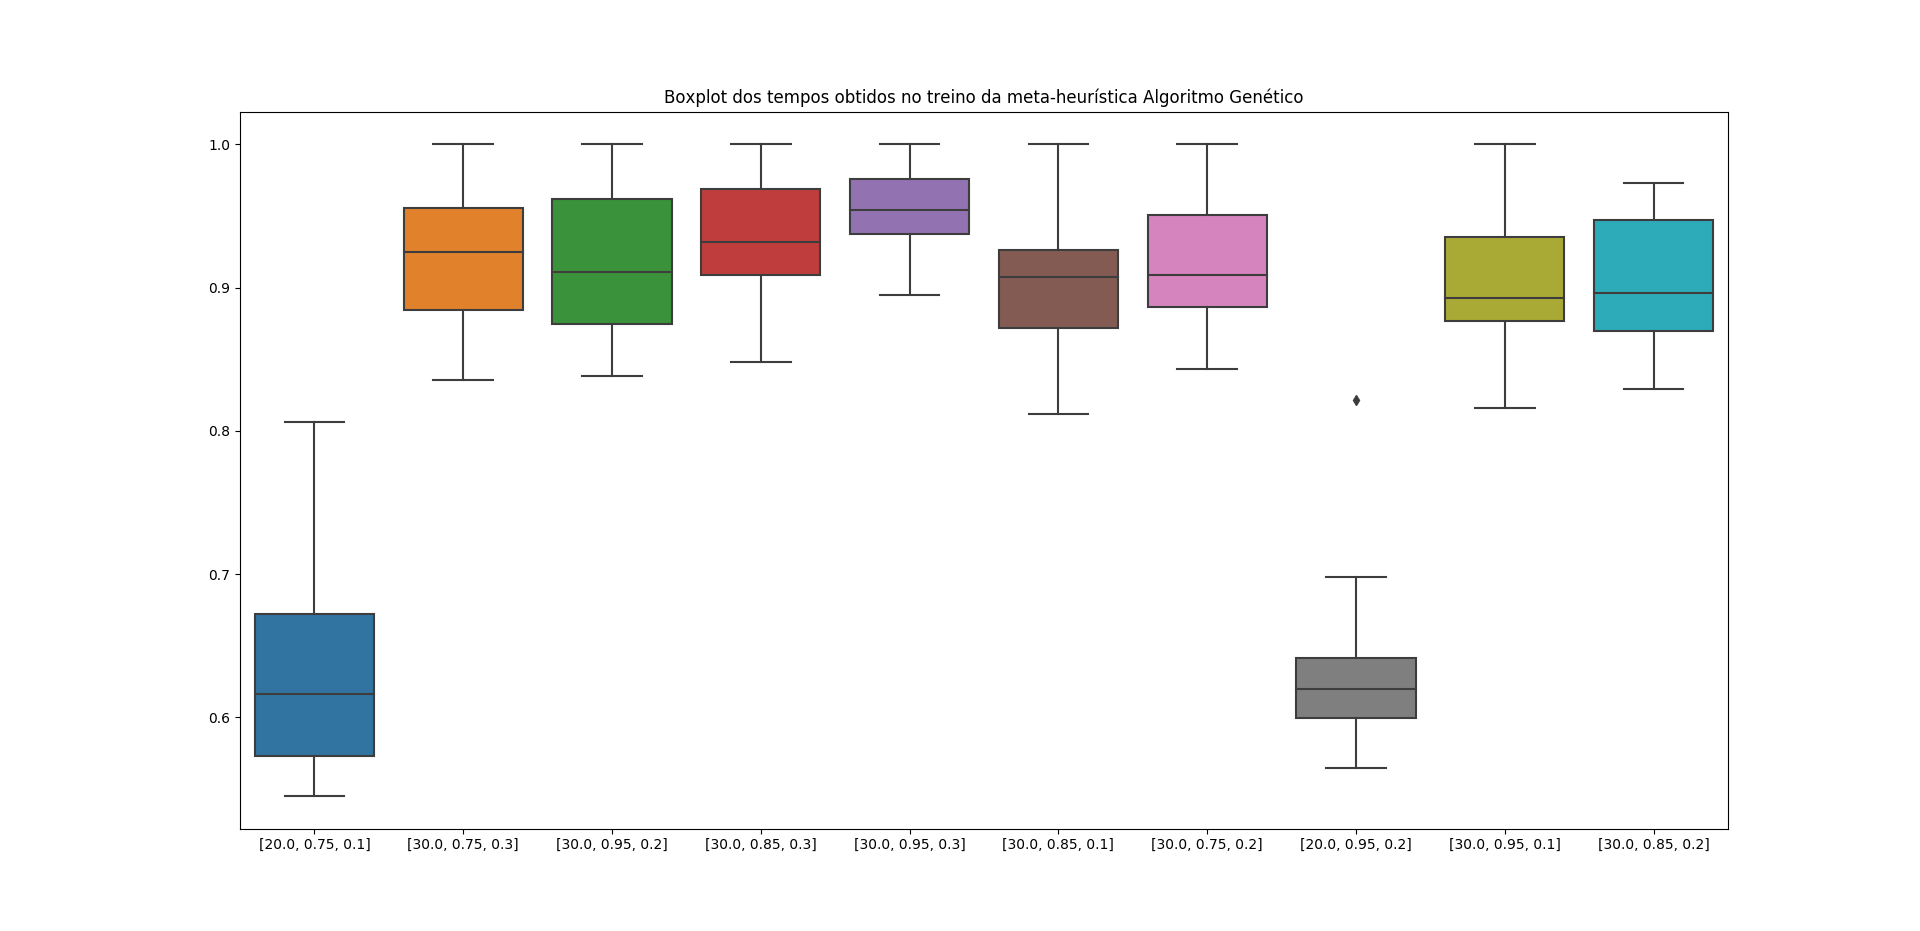 Boxplot dos tempos obtidos no treino da meta-heurística Algoritmo Genético
1.0
0.9
0.8
0.7
0.6
[20.0, 0.75, 0.1] [30.0, 0.75, 0.3] [30.0, 0.95, 0.2] [30.0, 0.85, 0.3] [30.0, 0.95, 0.3] [30.0, 0.85, 0.1] [30.0, 0.75, 0.2] [20.0, 0.95, 0.2] [30.0, 0.95, 0.1] [30.0, 0.85, 0.2]